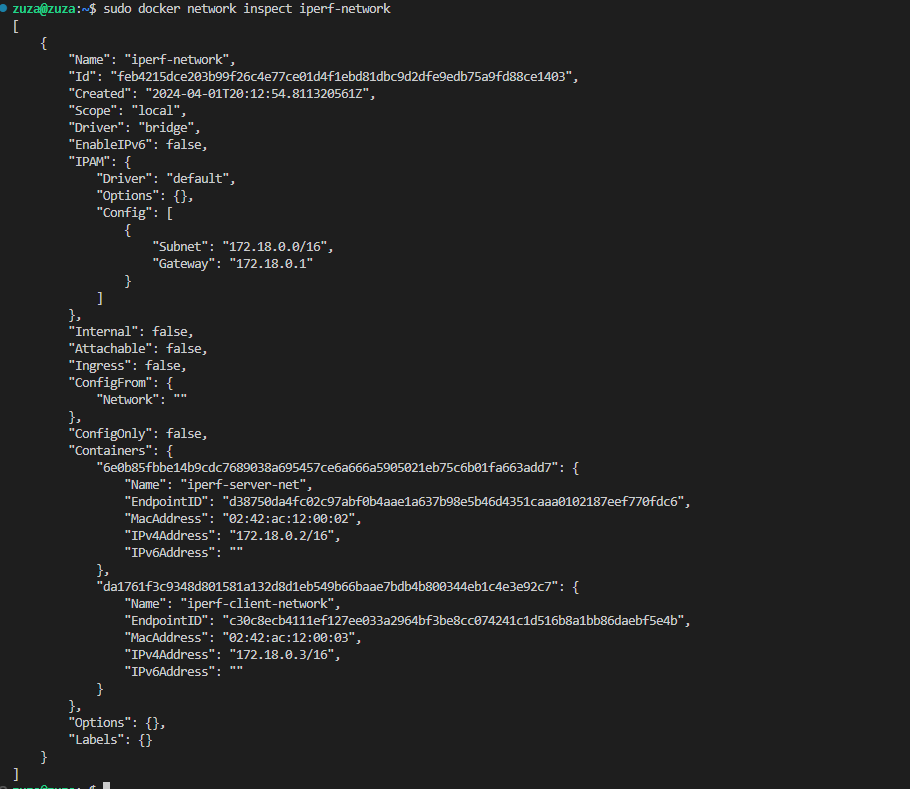 zuza@zuza:~$ sudo docker network inspect iperf-network
[
    {
        "Name": "iperf-network",
        "Id": "feb4215dce203b99f26c4e77ce01d4f1ebd81dbc9d2dfe9edb75a9fd88ce1403",
        "Created": "2024-04-01T20:12:54.811320561Z",
        "Scope": "local",
        "Driver": "bridge",
        "EnableIPv6": false,
        "IPAM": {
            "Driver": "default",
            "Options": {},
            "Config": [
                {
                    "Subnet": "172.18.0.0/16",
                    "Gateway": "172.18.0.1"
                }
            ]
        },
        "Internal": false,
        "Attachable": false,
        "Ingress": false,
        "ConfigFrom": {
            "Network": ""
        },
        "ConfigOnly": false,
        "Containers": {
            "6e0b85fbbe14b9cdc7689038a695457ce6a666a5905021eb75c6b01fa663add7": {
                "Name": "iperf-server-net",
                "EndpointID": "d38750da4fc02c97abf0b4aae1a637b98e5b46d4351caaa0102187eef770fdc6",
                "MacAddress": "02:42:ac:12:00:02",
                "IPv4Address": "172.18.0.2/16",
                "IPv6Address": ""
            },
            "da1761f3c9348d801581a132d8d1eb549b66baae7bdb4b800344eb1c4e3e92c7": {
                "Name": "iperf-client-network",
                "EndpointID": "c30c8ecb4111ef127ee033a2964bf3be8cc074241c1d516b8a1bb86daebf5e4b",
                "MacAddress": "02:42:ac:12:00:03",
                "IPv4Address": "172.18.0.3/16",
                "IPv6Address": ""
            }
        },
        "Options": {},
        "Labels": {}
    }
]
zuza@zuza:~$